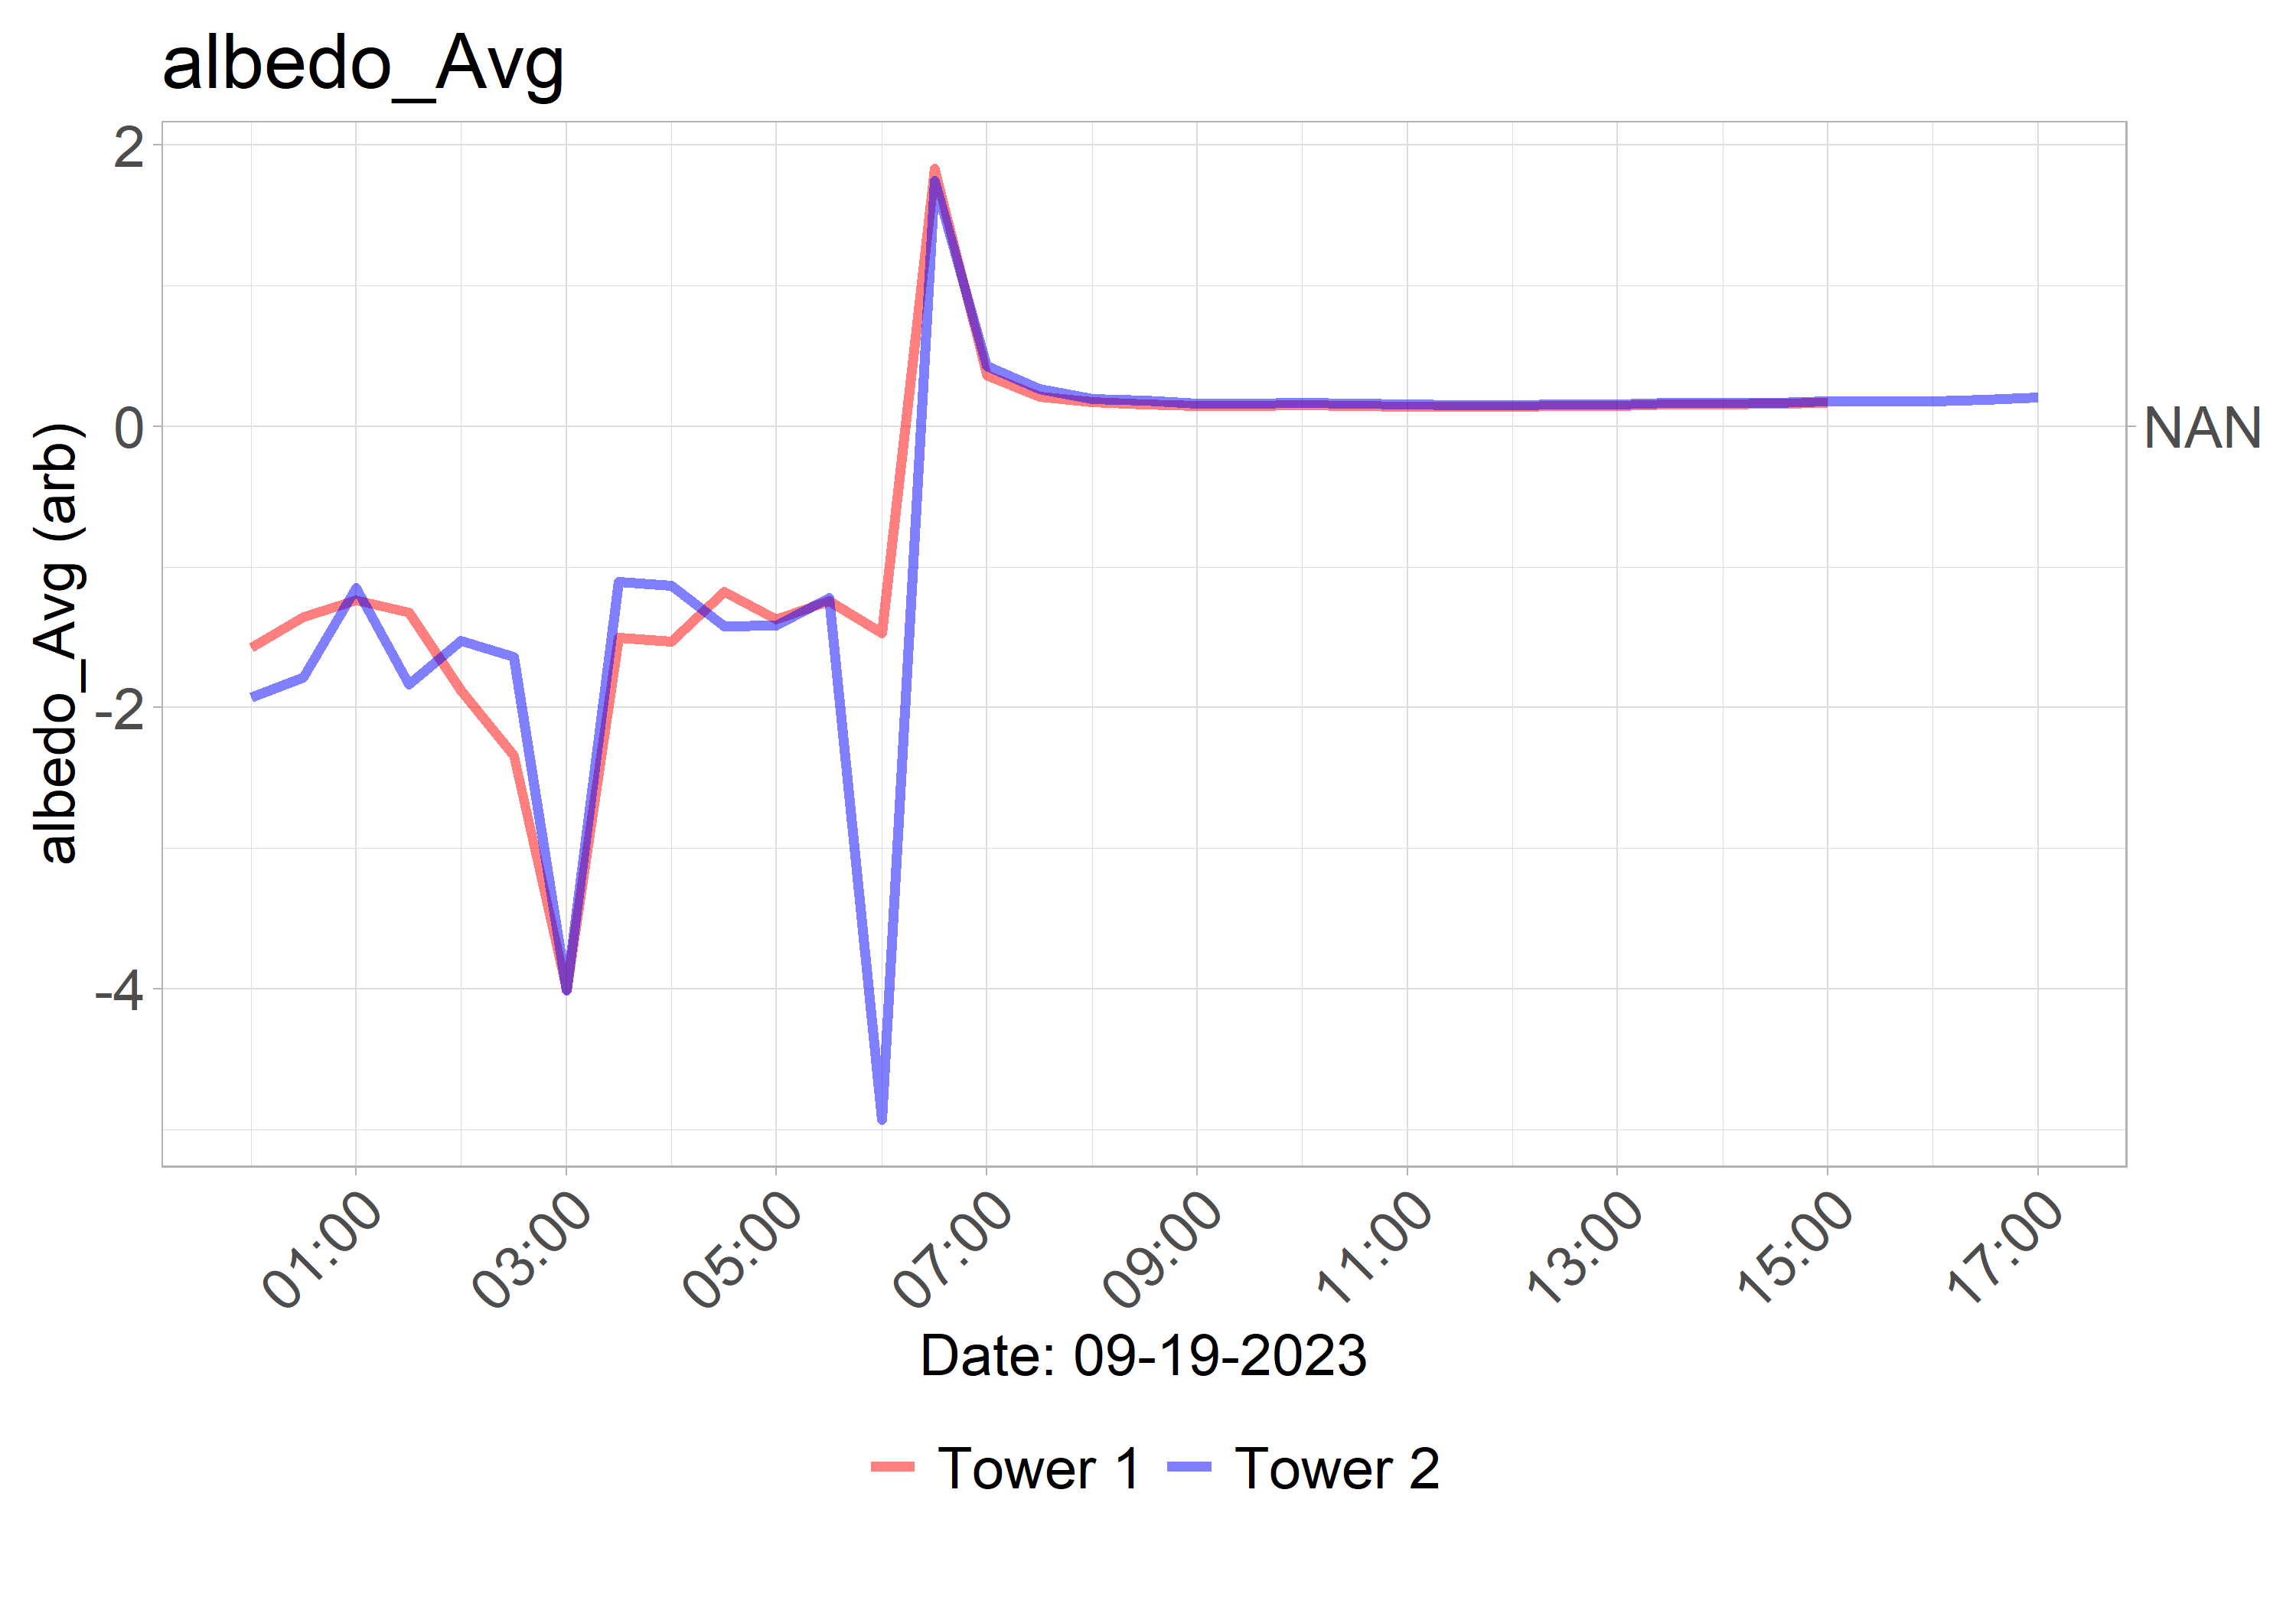 albedo_Avg
albedo_Avg (arb)
2
0
-2
-4
NAN
01:00
03:00
05:00
07:00
09:00
11:00
13:00
15:00
17:00
Date: 09-19-2023
Tower 1
Tower 2